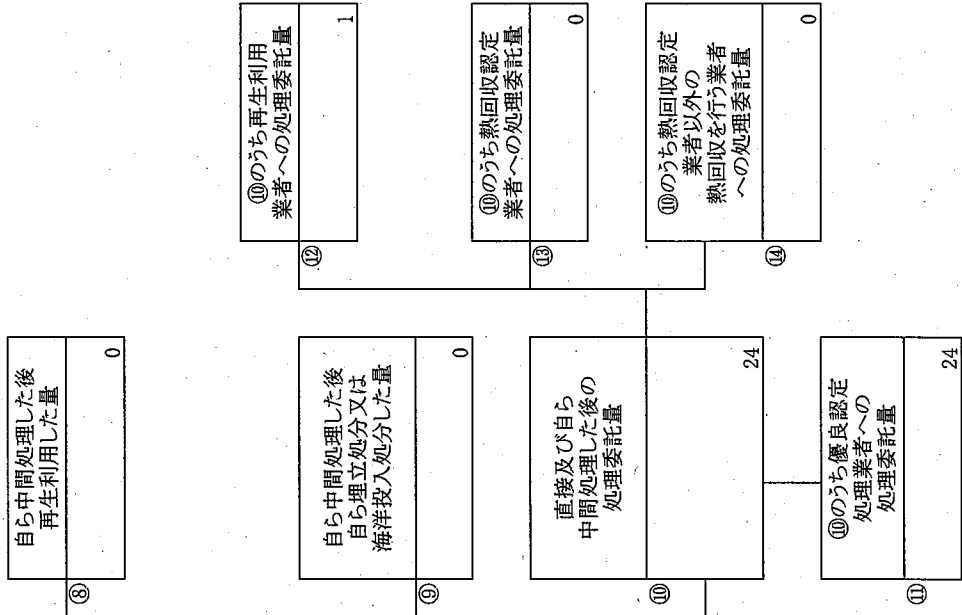 ⑧
自ら中間処理した後
再生利用した量
0
⑨
自ら中間処理した後
自ら埋立処分又は
海洋投入処分した量
0
⑩
直接及び自ら
中間処理した後の
処理委託量
24
⑪
⑩のうち優良認定
処理業者への
処理委託量
24
⑫
⑩のうち再生利用
業者への処理委託量
1
⑬
⑩のうち熱回収認定
業者への処理委託量
0
⑭
⑩のうち熱回収認定
業者以外の
熱回収を行う業者
への処理委託量
0